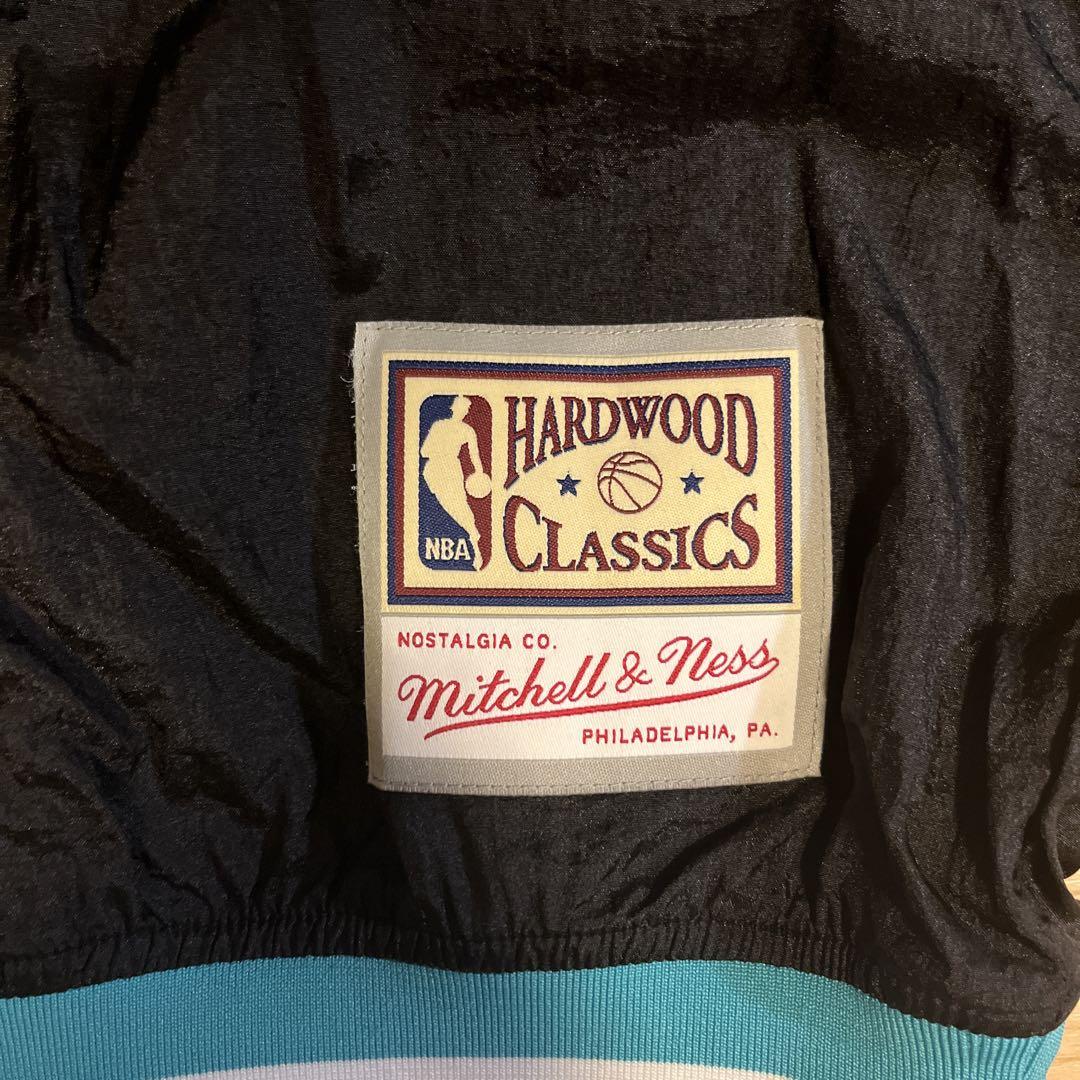 HARDWOOD
CLASSICS
NBA
NOSTALGIA CO.
Mitchell & Ness
PHILADELPHIA, PA.